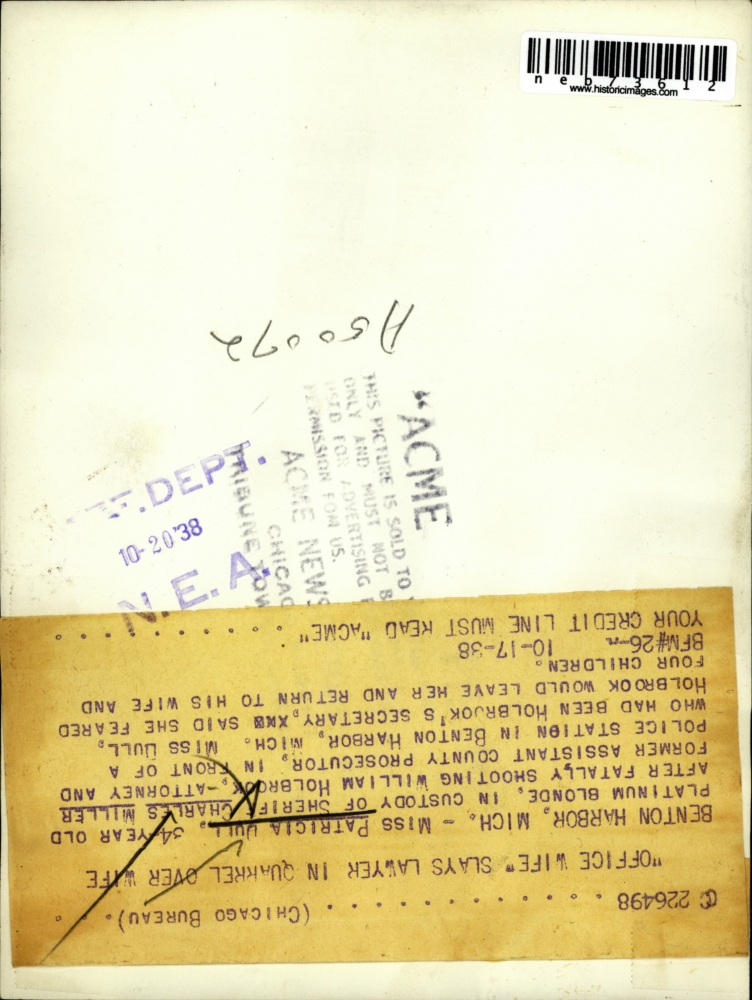 neb73612
www.historicimages.com
A50072
"ACME
THIS PICTURE IS SOLD TO
ONLY AND MUST NOT B
USED FOR ADVERTISING P
PERMISSION FOM US.
ACME NEWS
CHICAG
TRIBUNE TOW
F. DEPT.
10-20'38
N.E.A.
C 226498 . . . . . . . . . . . . (CHICAGO BUREAU). .
"OFFICE WIFE" SLAYS LAWYER IN QUARREL OVER WIFE
BENTON HARBOR, MICH. - MISS PATRICIA DULL, 34-YEAR OLD
PLATINUM BLONDE, IN CUSTODY OF SHERIFF CHARLES MILLER
AFTER FATALLY SHOOTING WILLIAM HOLBROOK,-ATTORNEY AND
FORMER ASSISTANT COUNTY PROSECUTOR, IN FRONT OF A
POLICE STATION IN BENTON HARBOR, MICH. MISS DULL,
WHO HAD BEEN HOLBROOK'S SECRETARY, SAID SHE FEARED
HOLBROOK WOULD LEAVE HER AND RETURN TO HIS WIFE AND
FOUR CHILDREN.
BFM#26- 10-17-38
YOUR CREDIT LINE MUST READ "ACME" . . . . . . . . . .